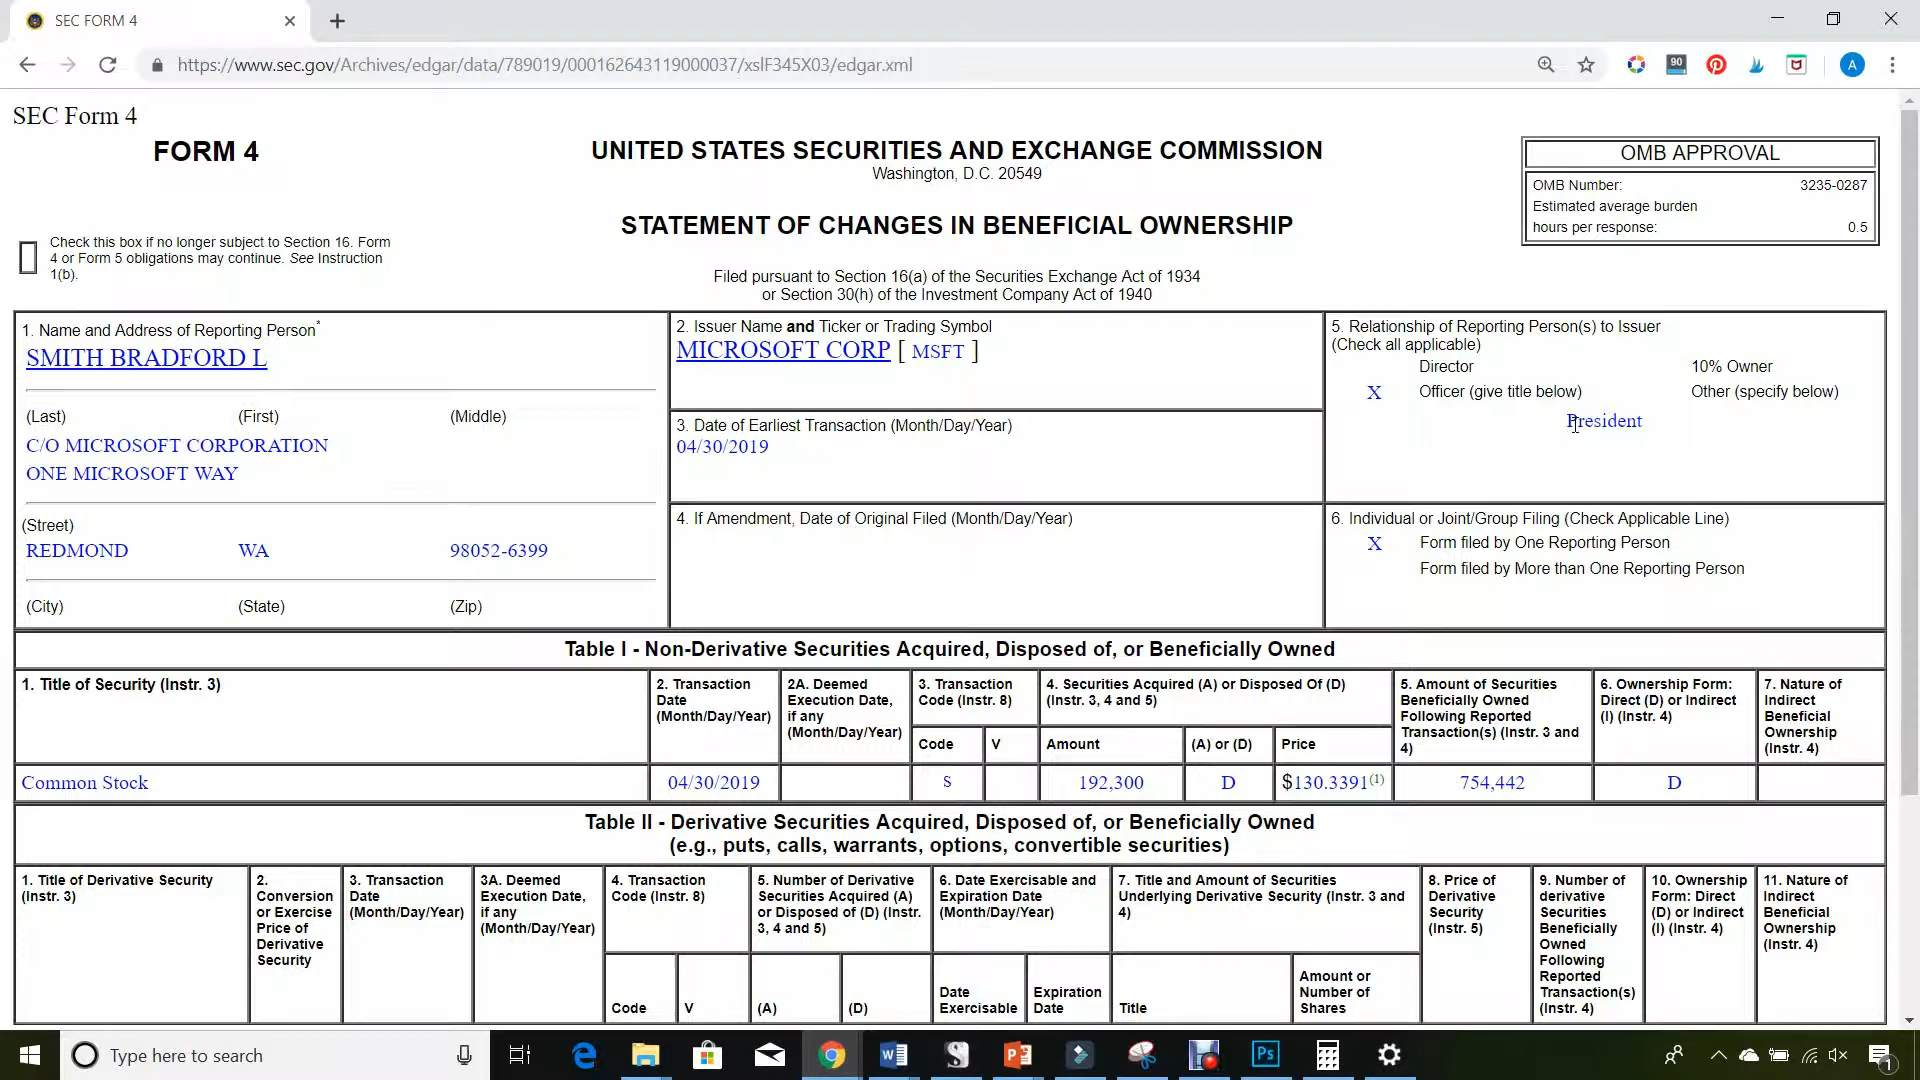 SEC FORM 4
https://www.sec.gov/Archives/edgar/data/789019/000162643119000037/xslF345X03/edgar.xml
90
A
SEC Form 4
FORM 4
UNITED STATES SECURITIES AND EXCHANGE COMMISSION
Washington, D.C. 20549
STATEMENT OF CHANGES IN BENEFICIAL OWNERSHIP
Filed pursuant to Section 16(a) of the Securities Exchange Act of 1934
or Section 30(h) of the Investment Company Act of 1940
OMB APPROVAL
OMB Number: 3235-0287
Estimated average burden
hours per response: 0.5
Check this box if no longer subject to Section 16. Form
4 or Form 5 obligations may continue. See Instruction
1(b).
1. Name and Address of Reporting Person*
SMITH BRADFORD L
(Last) (First) (Middle)
C/O MICROSOFT CORPORATION
ONE MICROSOFT WAY
(Street)
REDMOND WA 98052-6399
(City) (State) (Zip)
2. Issuer Name and Ticker or Trading Symbol
MICROSOFT CORP [ MSFT ]
3. Date of Earliest Transaction (Month/Day/Year)
04/30/2019
4. If Amendment, Date of Original Filed (Month/Day/Year)
5. Relationship of Reporting Person(s) to Issuer
(Check all applicable)
Director 10% Owner
X Officer (give title below) Other (specify below)
President
6. Individual or Joint/Group Filing (Check Applicable Line)
X Form filed by One Reporting Person
Form filed by More than One Reporting Person
Table I - Non-Derivative Securities Acquired, Disposed of, or Beneficially Owned
1. Title of Security (Instr. 3)
2. Transaction
Date
(Month/Day/Year)
2A. Deemed
Execution Date,
if any
(Month/Day/Year)
3. Transaction
Code (Instr. 8)
4. Securities Acquired (A) or Disposed Of (D)
(Instr. 3, 4 and 5)
5. Amount of Securities
Beneficially Owned
Following Reported
Transaction(s) (Instr. 3 and
4)
6. Ownership Form:
Direct (D) or Indirect
(I) (Instr. 4)
7. Nature of
Indirect
Beneficial
Ownership
(Instr. 4)
Code V Amount (A) or (D) Price
Common Stock 04/30/2019 S 192,300 D $130.3391(1) 754,442 D
Table II - Derivative Securities Acquired, Disposed of, or Beneficially Owned
(e.g., puts, calls, warrants, options, convertible securities)
1. Title of Derivative Security
(Instr. 3)
2.
Conversion
or Exercise
Price of
Derivative
Security
3. Transaction
Date
(Month/Day/Year)
3A. Deemed
Execution Date,
if any
(Month/Day/Year)
4. Transaction
Code (Instr. 8)
5. Number of Derivative
Securities Acquired (A)
or Disposed of (D) (Instr.
3, 4 and 5)
6. Date Exercisable and
Expiration Date
(Month/Day/Year)
7. Title and Amount of Securities
Underlying Derivative Security (Instr. 3 and
4)
8. Price of
Derivative
Security
(Instr. 5)
9. Number of
derivative
Securities
Beneficially
Owned
Following
Reported
Transaction(s)
(Instr. 4)
10. Ownership
Form: Direct
(D) or Indirect
(I) (Instr. 4)
11. Nature of
Indirect
Beneficial
Ownership
(Instr. 4)
Code V (A) (D)
Date
Exercisable
Expiration
Date
Title
Amount or
Number of
Shares
Type here to search
Ps
1